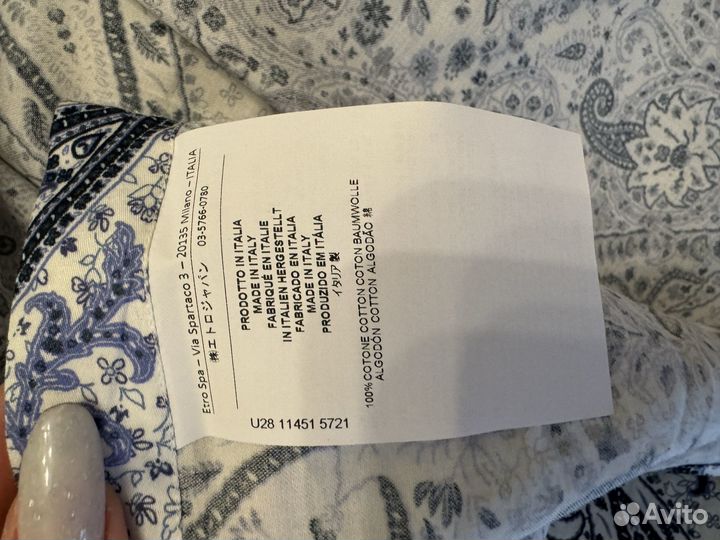 Etro Spa – Via Spartaco 3 – 20135 Milano – ITALIA
㈱エトロジャパン 03-5766-0780
PRODOTTO IN ITALIA
MADE IN ITALY
FABRIQUÉ EN ITALIE
IN ITALIEN HERGESTELLT
FABRICADO EN ITALIA
MADE IN ITALY
PRODUZIDO EM ITÁLIA
イタリア製
100%COTONE COTTON COTON BAUMWOLLE
ALGODÓN COTTON ALGODÃO 綿
U28 11451 5721
Avito